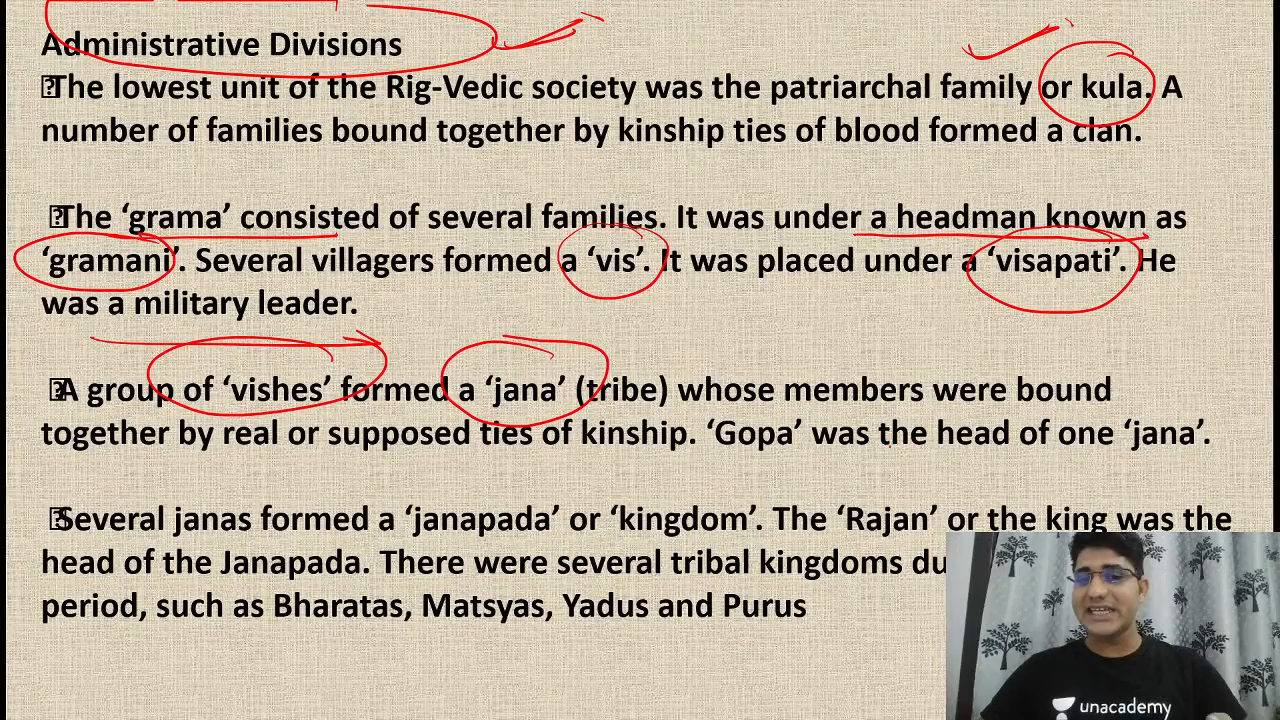 Administrative Divisions
The lowest unit of the Rig-Vedic society was the patriarchal family or kula. A
number of families bound together by kinship ties of blood formed a clan.
The ‘grama’ consisted of several families. It was under a headman known as
‘gramani’. Several villagers formed a ‘vis’. It was placed under a ‘visapati’. He
was a military leader.
A group of ‘vishes’ formed a ‘jana’ (tribe) whose members were bound
together by real or supposed ties of kinship. ‘Gopa’ was the head of one ‘jana’.
Several janas formed a ‘janapada’ or ‘kingdom’. The ‘Rajan’ or the king was the
head of the Janapada. There were several tribal kingdoms du
period, such as Bharatas, Matsyas, Yadus and Purus
unacademy